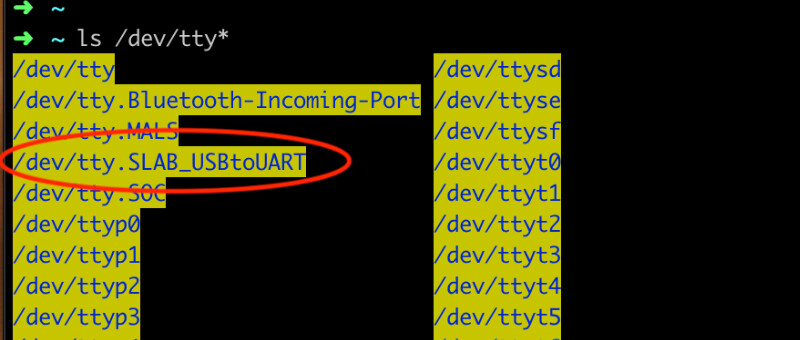 ➜ ~
➜ ~ ls /dev/tty*
/dev/tty /dev/ttysd
/dev/tty.Bluetooth-Incoming-Port /dev/ttyse
/dev/tty.MALS /dev/ttysf
/dev/tty.SLAB_USBtoUART /dev/ttyt0
/dev/tty.SOC /dev/ttyt1
/dev/ttyp0 /dev/ttyt2
/dev/ttyp1 /dev/ttyt3
/dev/ttyp2 /dev/ttyt4
/dev/ttyp3 /dev/ttyt5